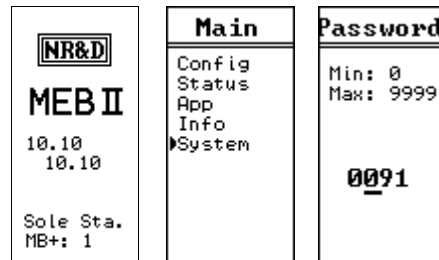 NR&D
MEB II
10.10
10.10
Sole Sta.
MB+: 1
Main
Config
Status
App
Info
System
Password
Min: 0
Max: 9999
0091